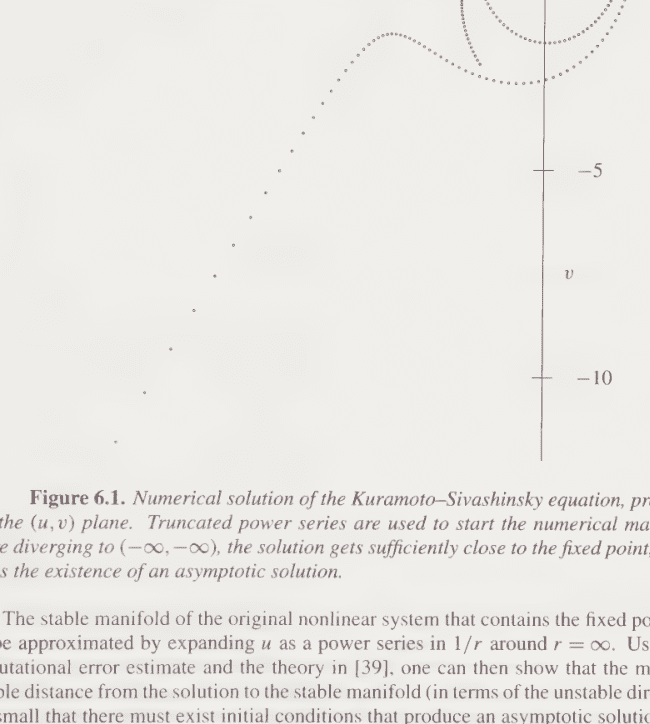 −5
v
−10
Figure 6.1. Numerical solution of the Kuramoto–Sivashinsky equation, pr
the (u, v) plane. Truncated power series are used to start the numerical ma
e diverging to (−∞, −∞), the solution gets sufficiently close to the fixed point,
s the existence of an asymptotic solution.
The stable manifold of the original nonlinear system that contains the fixed po
be approximated by expanding u as a power series in 1/r around r = ∞. Us
utational error estimate and the theory in [39], one can then show that the m
ble distance from the solution to the stable manifold (in terms of the unstable dir
small that there must exist initial conditions that produce an asymptotic solutio